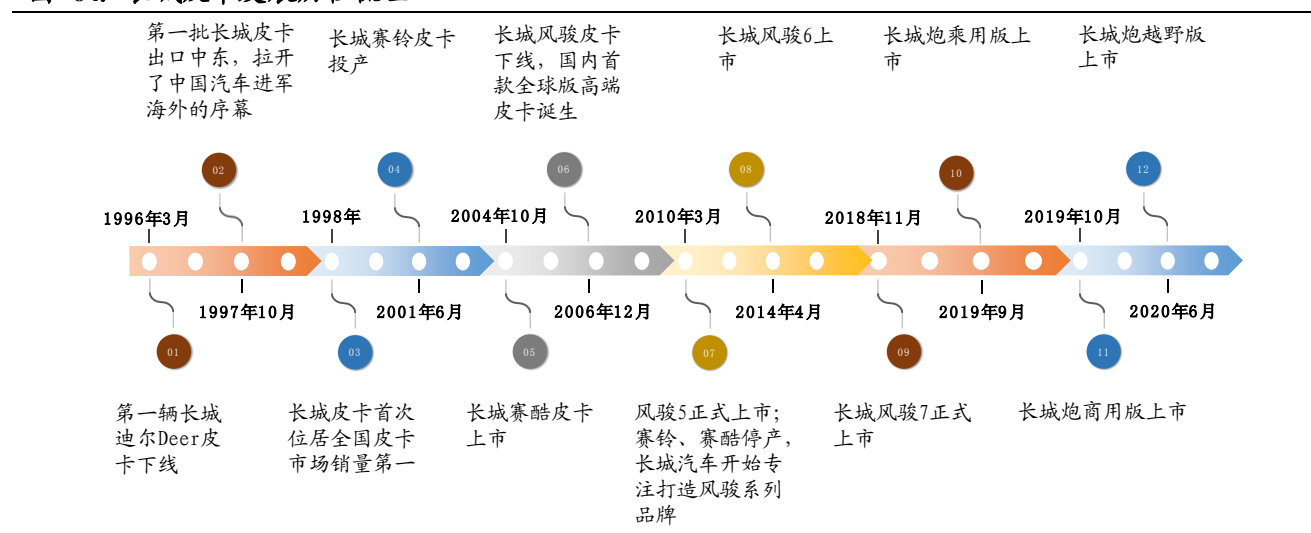 第一批长城皮卡
出口中东，拉开
了中国汽车进军
海外的序幕
长城赛铃皮卡
投产
长城风骏皮卡
下线，国内首
款全球版高端
皮卡诞生
长城风骏6上
市
长城炮乘用版上
市
长城炮越野版
上市
02
04
06
08
10
12
1996年3月
1998年
2004年10月
2010年3月
2018年11月
2019年10月
1997年10月
2001年6月
2006年12月
2014年4月
2019年9月
2020年6月
01
03
05
07
09
11
第一辆长城
迪尔Deer皮
卡下线
长城皮卡首次
位居全国皮卡
市场销量第一
长城赛酷皮卡
上市
风骏5正式上市；
赛铃、赛酷停产，
长城汽车开始专
注打造风骏系列
品牌
长城风骏7正式
上市
长城炮商用版上市